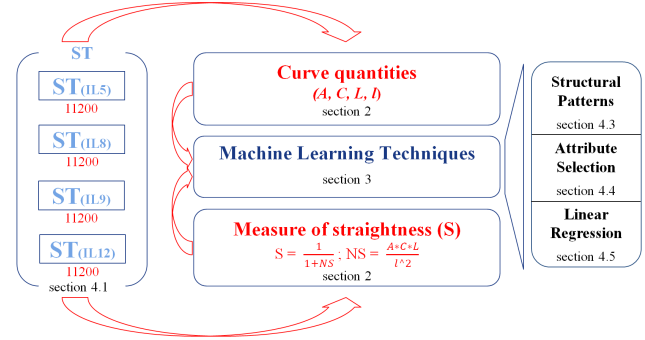 ST
ST(IL5)
11200
ST(IL8)
11200
ST(IL9)
11200
ST(IL12)
11200
section 4.1
Curve quantities
(A, C, L, l)
section 2
Machine Learning Techniques
section 3
Measure of straightness (S)
S = 1/(1+NS) ; NS = A*C*L/l^2
section 2
Structural
Patterns
section 4.3
Attribute
Selection
section 4.4
Linear
Regression
section 4.5